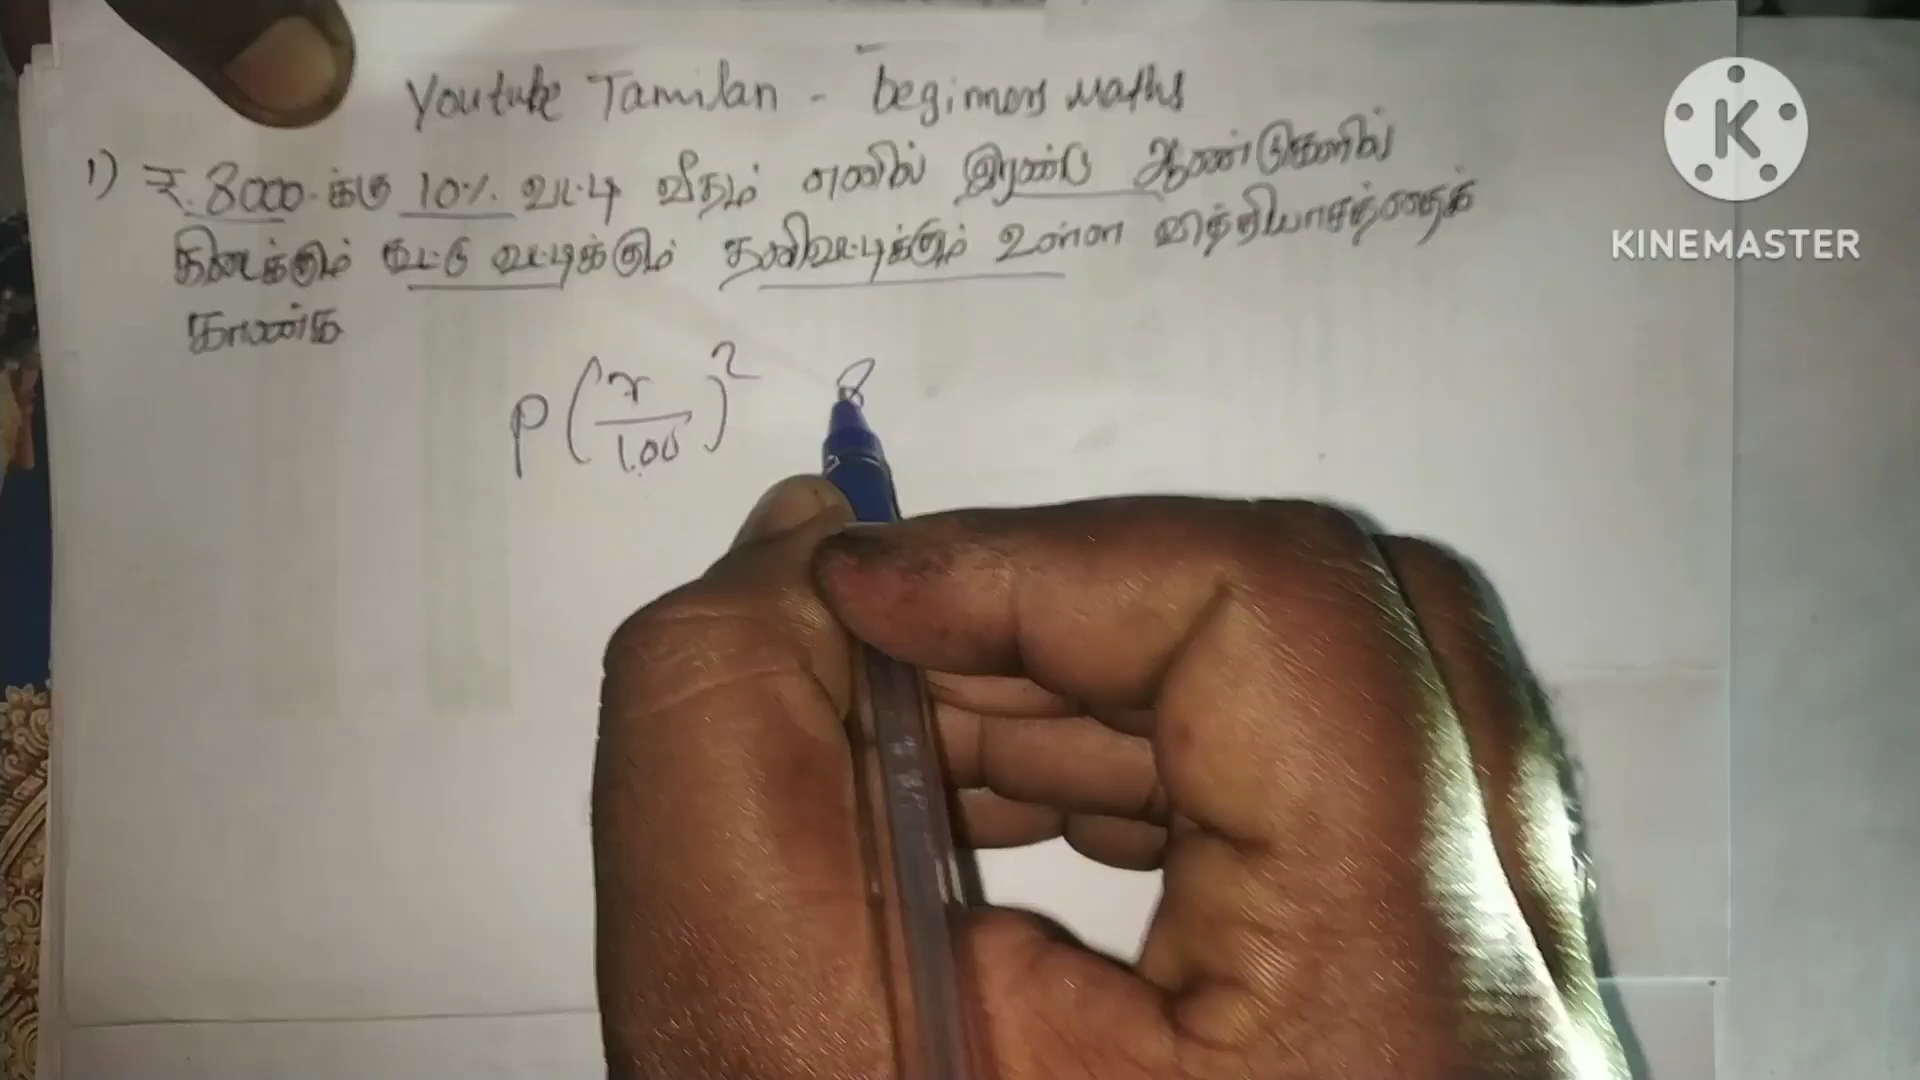 Youtube Tamilan - beginners Maths
1) ₹. 8000.க்கு 10% வட்டி வீதம் எனில் இரண்டு ஆண்டுகளில்
கிடைக்கும் கூட்டு வட்டிக்கும் தனிவட்டிக்கும் உள்ள வித்தியாசத்தைக்
காண்க
P(r/100)² 8
K
KINEMASTER